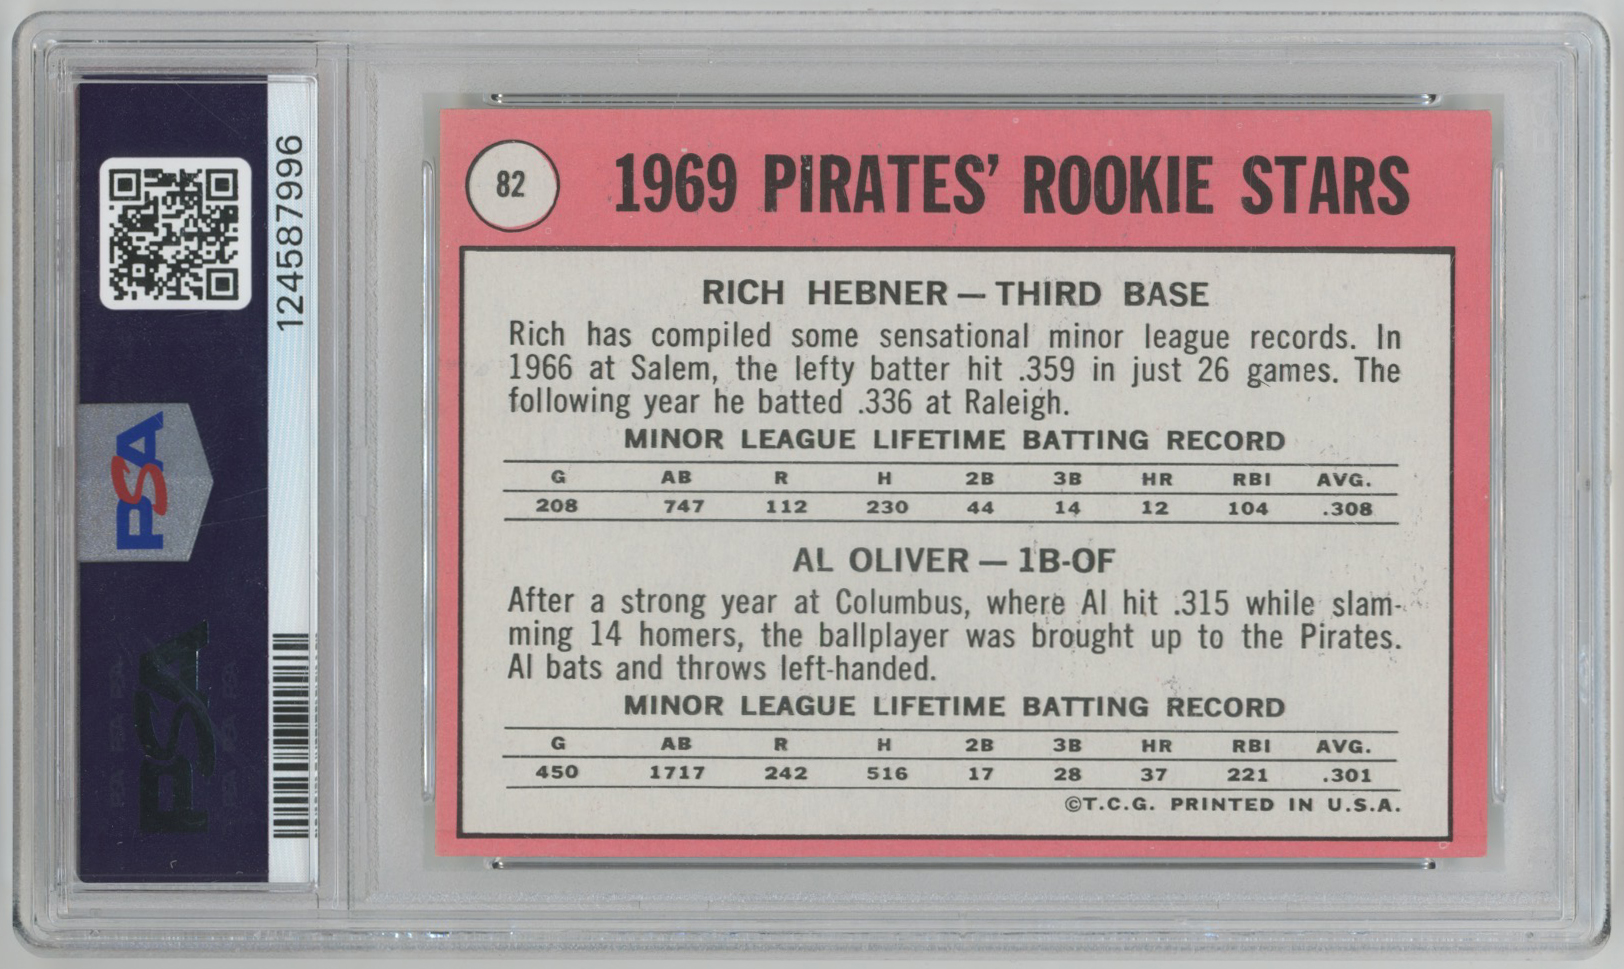 124587996
PSA
PSA
82
1969 PIRATES' ROOKIE STARS
RICH HEBNER — THIRD BASE
Rich has compiled some sensational minor league records. In
1966 at Salem, the lefty batter hit .359 in just 26 games. The
following year he batted .336 at Raleigh.
MINOR LEAGUE LIFETIME BATTING RECORD
G AB R H 2B 3B HR RBI AVG.
208 747 112 230 44 14 12 104 .308
AL OLIVER — 1B-OF
After a strong year at Columbus, where Al hit .315 while slam-
ming 14 homers, the ballplayer was brought up to the Pirates.
Al bats and throws left-handed.
MINOR LEAGUE LIFETIME BATTING RECORD
G AB R H 2B 3B HR RBI AVG.
450 1717 242 516 17 28 37 221 .301
©T.C.G. PRINTED IN U.S.A.